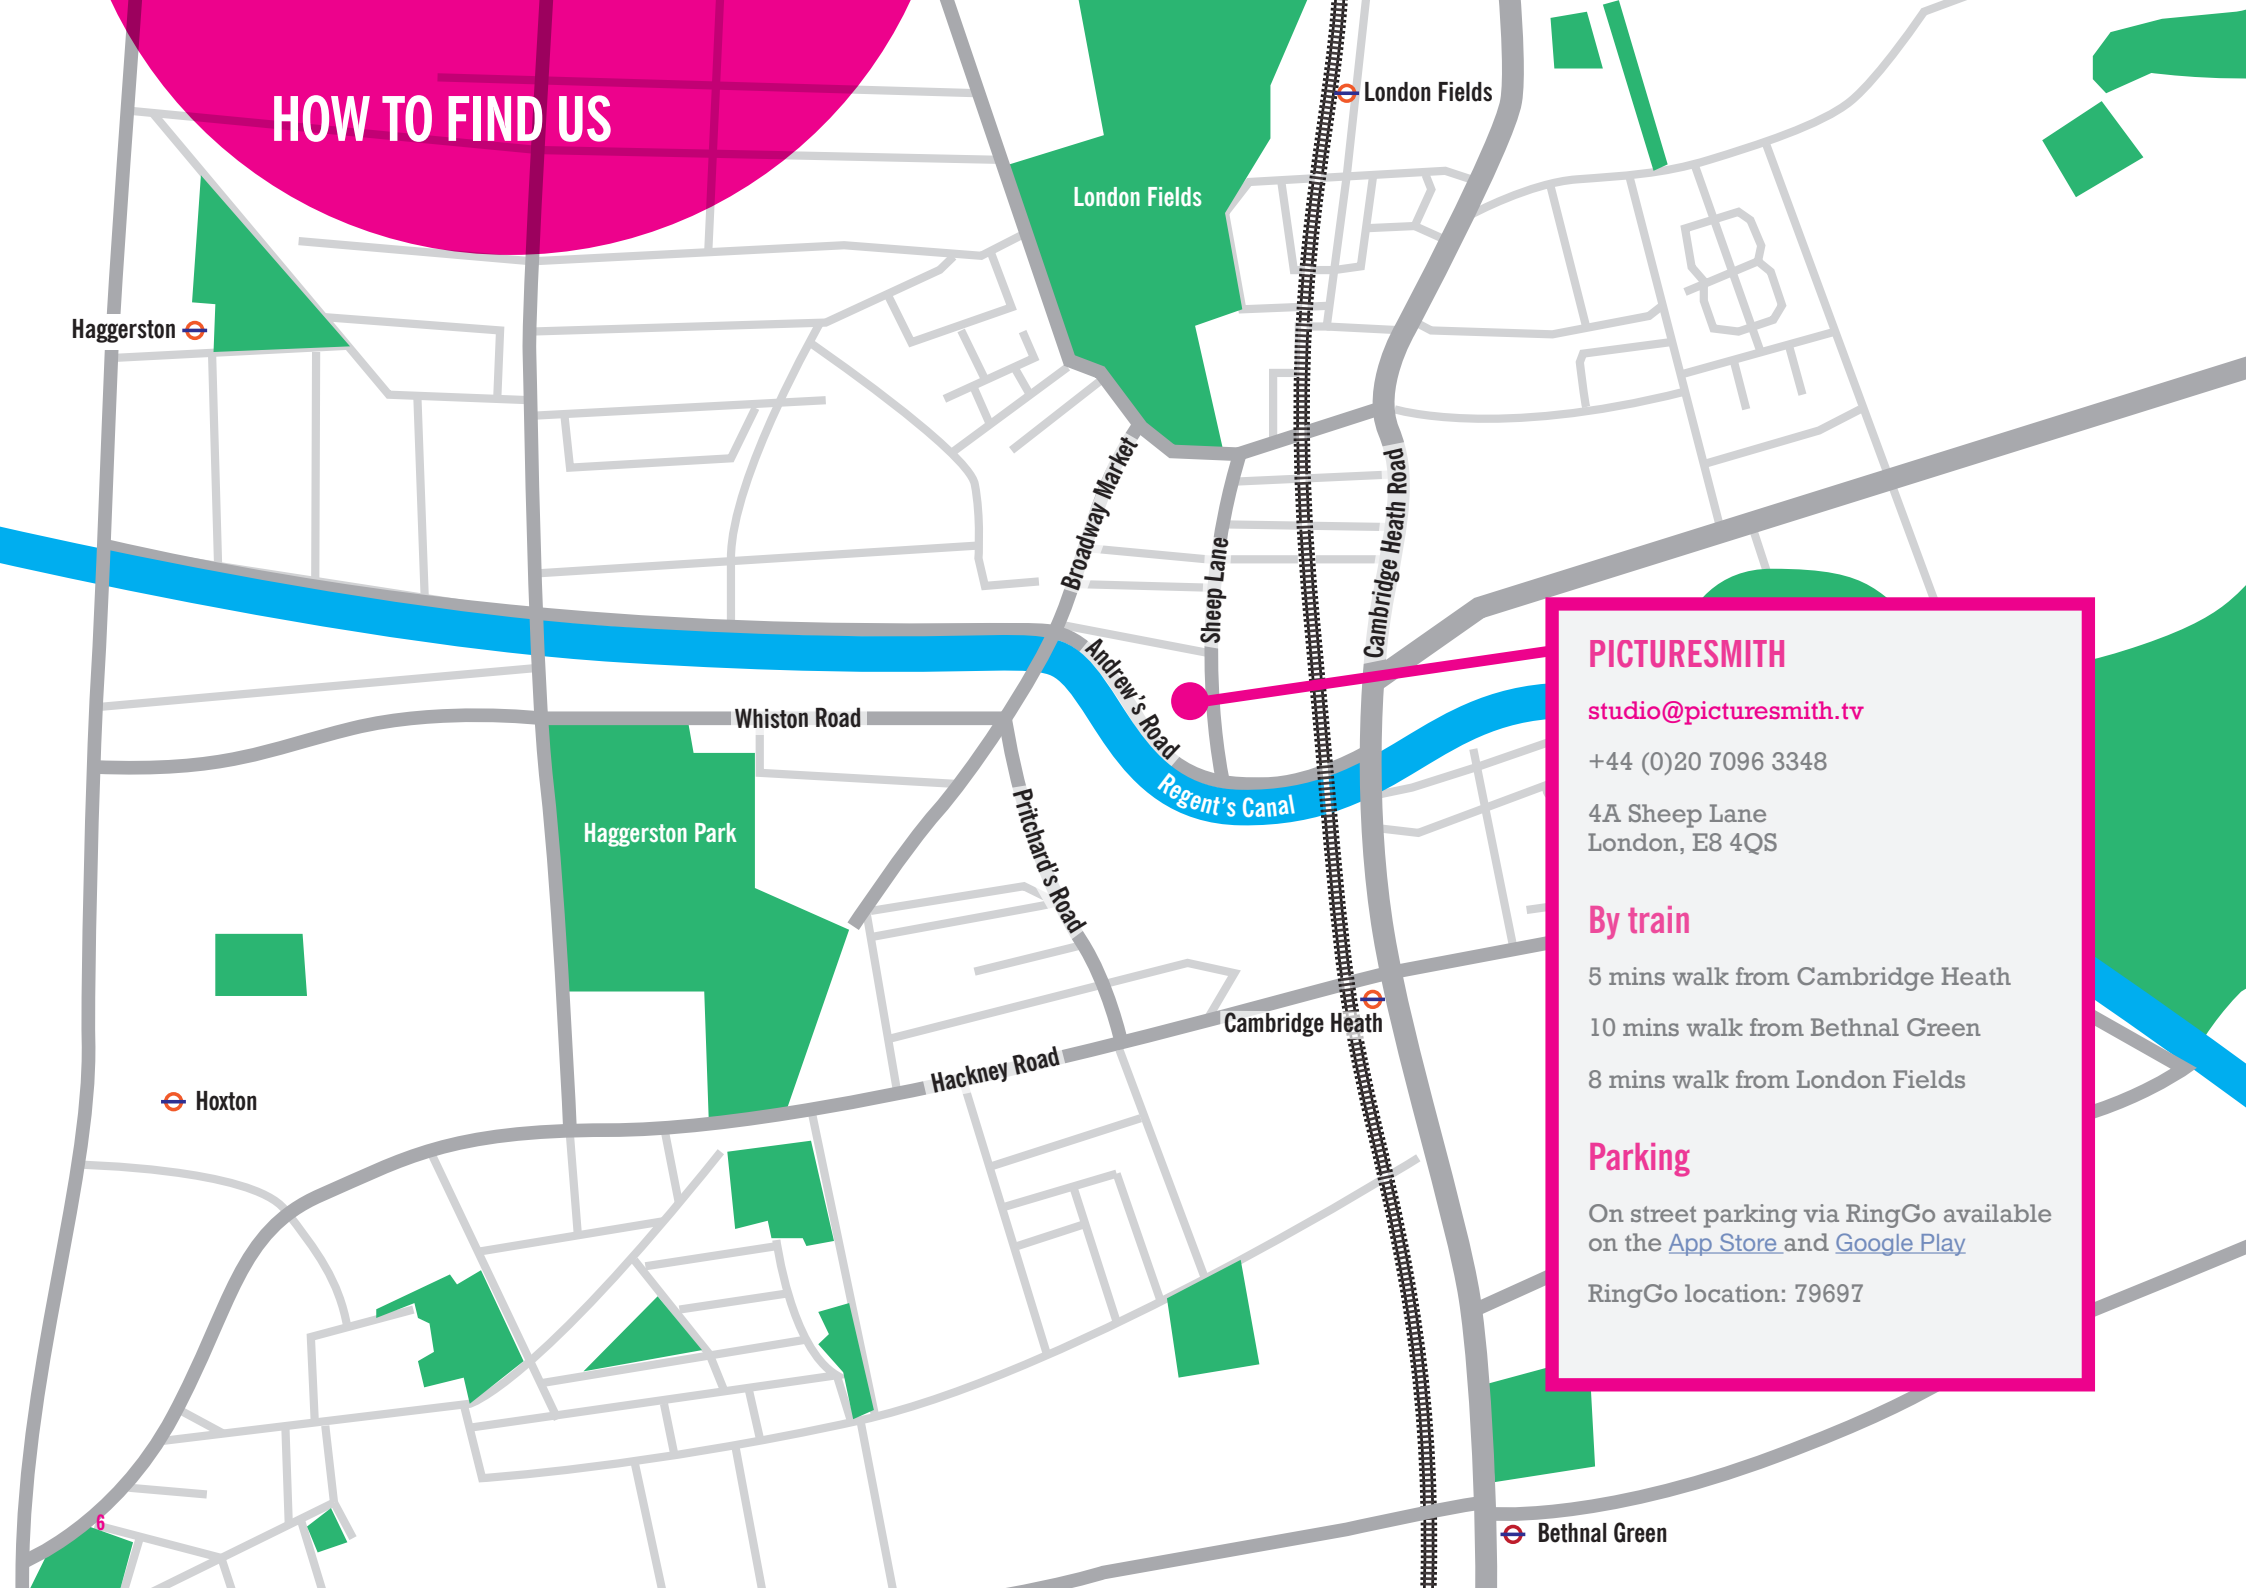 HOW TO FIND US
London Fields
London Fields
Haggerston
Broadway Market
Sheep Lane
Cambridge Heath Road
Andrew's Road
Whiston Road
Regent's Canal
Pritchard's Road
Haggerston Park
Cambridge Heath
Hackney Road
Hoxton
Bethnal Green
PICTURESMITH
studio@picturesmith.tv
+44 (0)20 7096 3348
4A Sheep Lane
London, E8 4QS
By train
5 mins walk from Cambridge Heath
10 mins walk from Bethnal Green
8 mins walk from London Fields
Parking
On street parking via RingGo available
on the App Store and Google Play
RingGo location: 79697
6